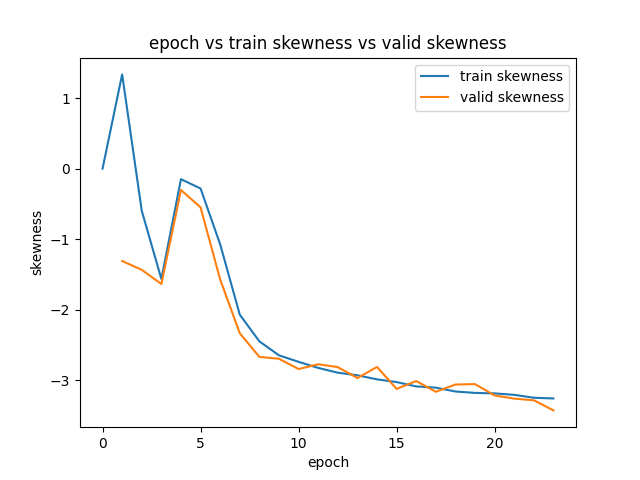 epoch vs train skewness vs valid skewness
train skewness
valid skewness
skewness
1
0
−1
−2
−3
0 5 10 15 20
epoch